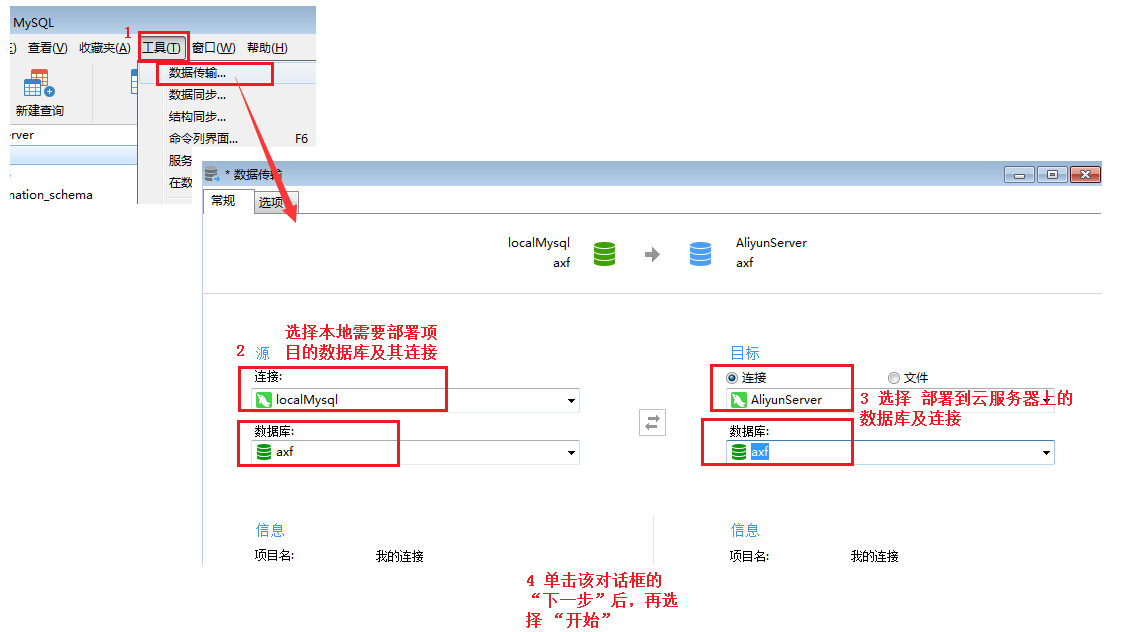 MySQL
1
E) 查看(V) 收藏夹(A) 工具(T) 窗口(W) 帮助(H)
数据传输...
数据同步...
新建查询
结构同步...
命令列界面... F6
rver
服务
在数
mation_schema
* 数据传输
常规 选项
localMysql
axf
AliyunServer
axf
2 源
选择本地需要部署项
目的数据库及其连接
连接:
localMysql
数据库:
axf
目标
连接 文件
AliyunServer
3 选择 部署到云服务器上的
数据库及连接
数据库:
axf
信息
项目名: 我的连接
信息
项目名: 我的连接
4 单击该对话框的
“下一步”后，再选
择 “开始”